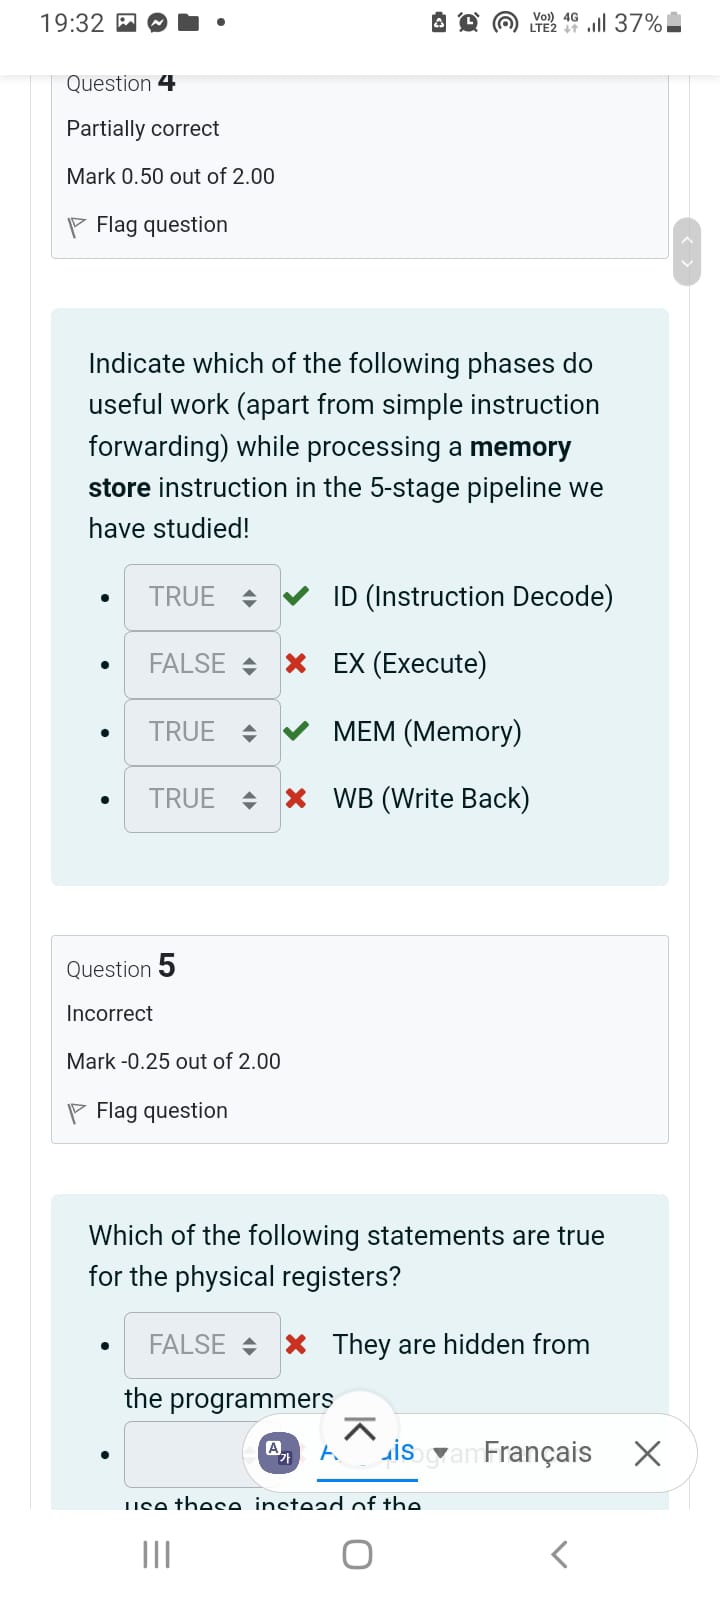 19:32
Vo)) 4G
LTE2
37%
Question 4
Partially correct
Mark 0.50 out of 2.00
Flag question
Indicate which of the following phases do
useful work (apart from simple instruction
forwarding) while processing a memory
store instruction in the 5-stage pipeline we
have studied!
TRUE ID (Instruction Decode)
FALSE EX (Execute)
TRUE MEM (Memory)
TRUE WB (Write Back)
Question 5
Incorrect
Mark -0.25 out of 2.00
Flag question
Which of the following statements are true
for the physical registers?
FALSE They are hidden from
the programmers
Français
use these instead of the